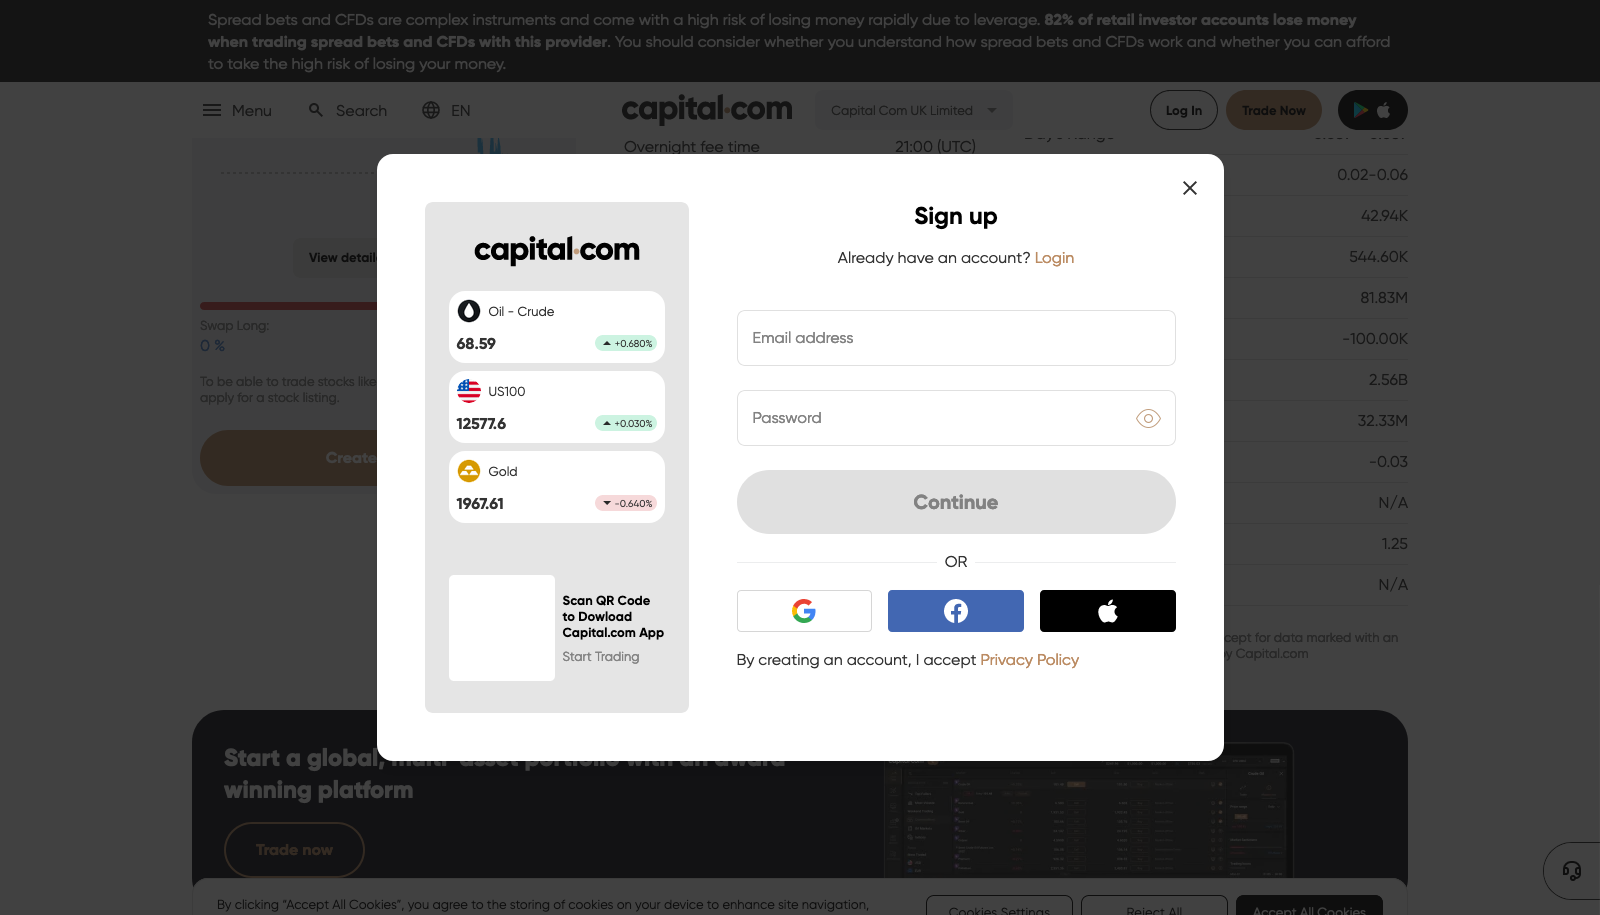 Spread bets and CFDs are complex instruments and come with a high risk of losing money rapidly due to leverage. 82% of retail investor accounts lose money
when trading spread bets and CFDs with this provider. You should consider whether you understand how spread bets and CFDs work and whether you can afford
to take the high risk of losing your money.
Menu
Search
EN
capital.com
Capital Com UK Limited
Log In
Trade Now
Overnight fee time
21:00 (UTC)
0.02-0.06
42.94K
View detaile
544.60K
81.83M
Swap Long:
0 %
-100.00K
To be able to trade stocks like
apply for a stock listing.
2.56B
32.33M
Create
-0.03
N/A
1.25
N/A
cept for data marked with an
by Capital.com
Sign up
Already have an account? Login
capital.com
Oil - Crude
68.59
+0.680%
US100
12577.6
+0.030%
Gold
1967.61
-0.640%
Scan QR Code
to Dowload
Capital.com App
Start Trading
Email address
Password
Continue
OR
By creating an account, I accept Privacy Policy
Start a global, multi-asset portfolio with an award
winning platform
Trade now
By clicking “Accept All Cookies”, you agree to the storing of cookies on your device to enhance site navigation,
Cookies Settings
Reject All
Accept All Cookies